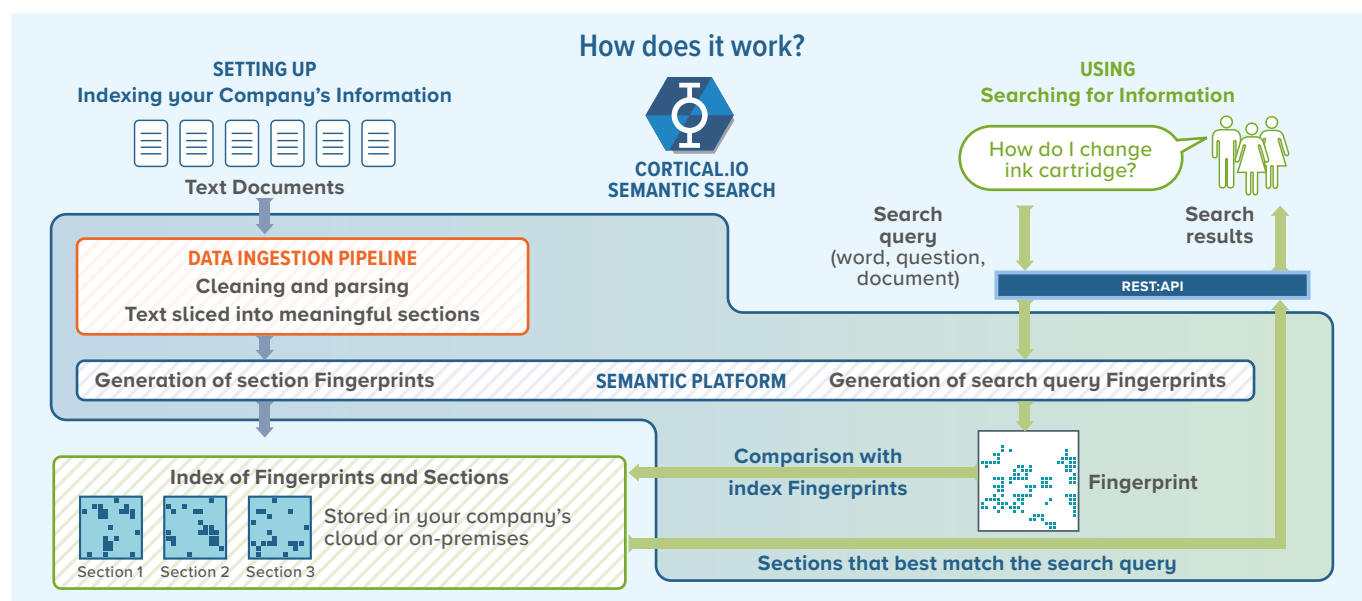 How does it work?
SETTING UP
Indexing your Company's Information
Text Documents
CORTICAL.IO
SEMANTIC SEARCH
USING
Searching for Information
How do I change
ink cartridge?
Search
query
(word, question,
document)
Search
results
REST:API
DATA INGESTION PIPELINE
Cleaning and parsing
Text sliced into meaningful sections
Generation of section Fingerprints
SEMANTIC PLATFORM
Generation of search query Fingerprints
Index of Fingerprints and Sections
Stored in your company's
cloud or on-premises
Section 1
Section 2
Section 3
Comparison with
index Fingerprints
Fingerprint
Sections that best match the search query